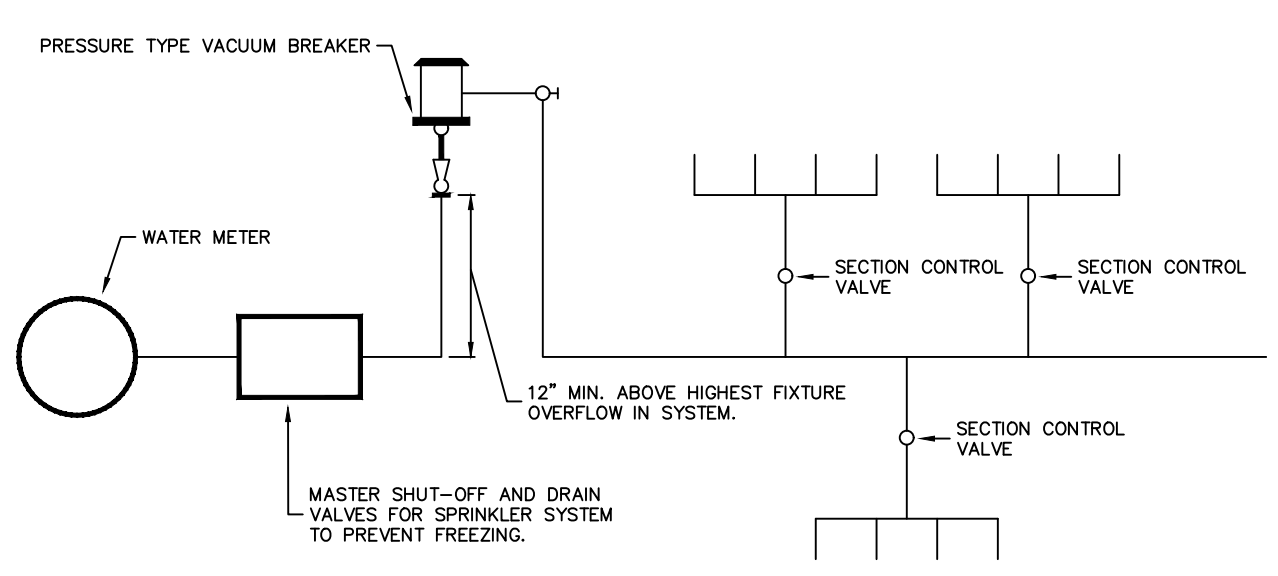 PRESSURE TYPE VACUUM BREAKER
WATER METER
SECTION CONTROL
VALVE
SECTION CONTROL
VALVE
12" MIN. ABOVE HIGHEST FIXTURE
OVERFLOW IN SYSTEM.
SECTION CONTROL
VALVE
MASTER SHUT-OFF AND DRAIN
VALVES FOR SPRINKLER SYSTEM
TO PREVENT FREEZING.